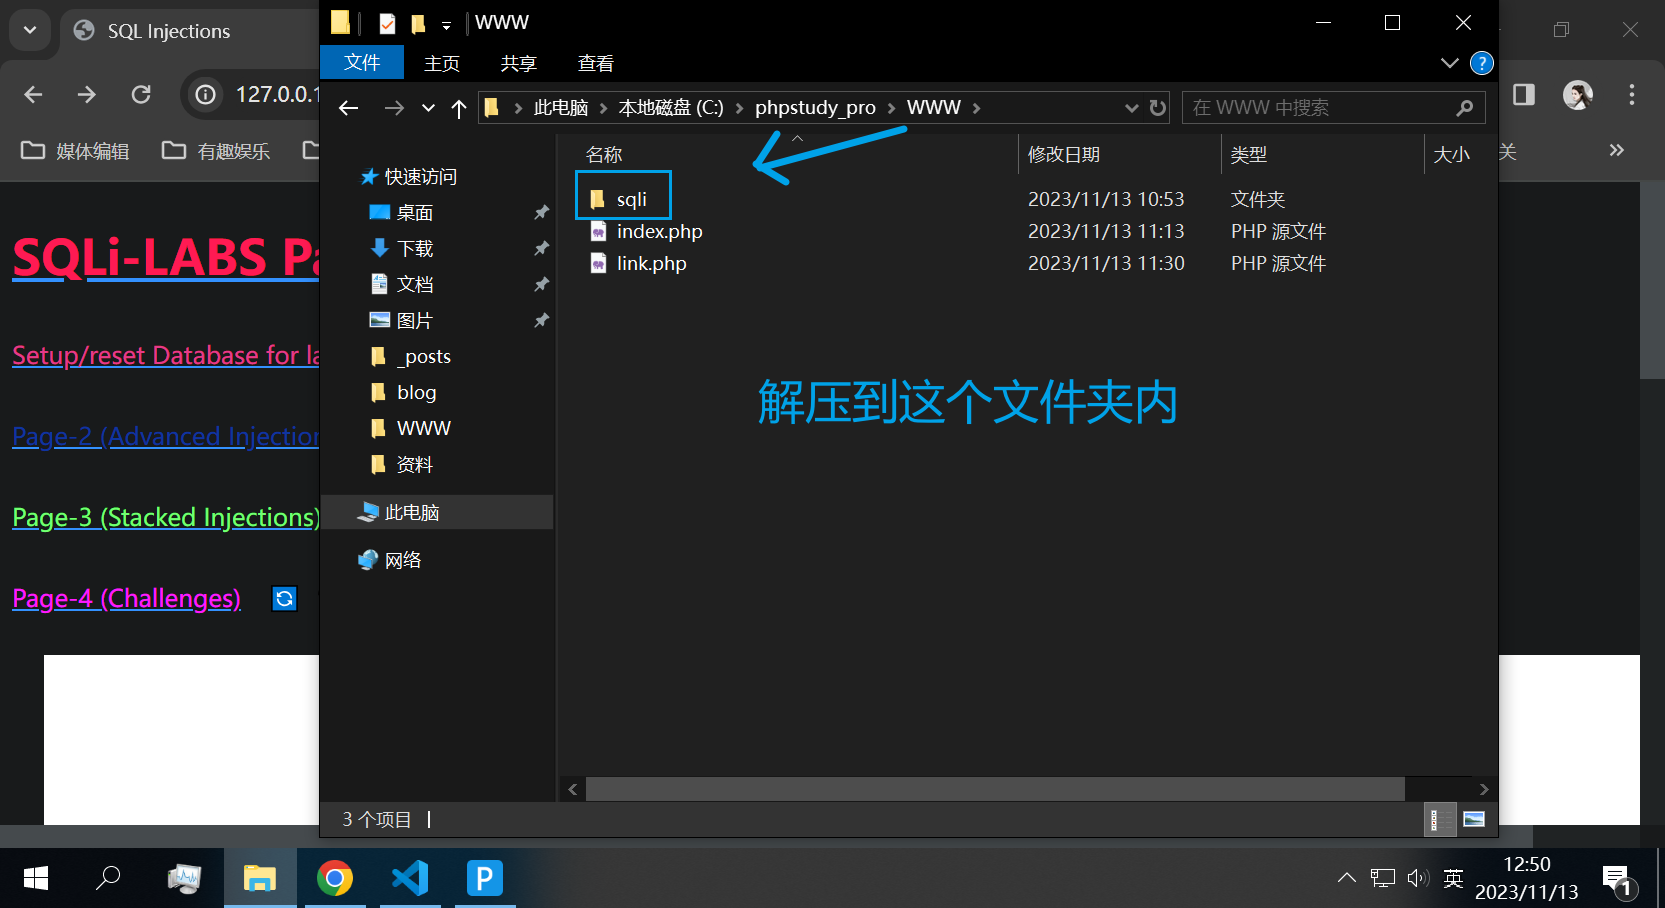 SQL Injections
WWW
文件 主页 共享 查看
127.0.0.1
此电脑 本地磁盘 (C:) phpstudy_pro WWW
在 WWW 中搜索
媒体编辑 有趣娱乐
关
名称 修改日期 类型 大小
快速访问
桌面
下载
文档
图片
_posts
blog
WWW
资料
此电脑
网络
sqli 2023/11/13 10:53 文件夹
index.php 2023/11/13 11:13 PHP 源文件
link.php 2023/11/13 11:30 PHP 源文件
解压到这个文件夹内
SQLi-LABS Pa
Setup/reset Database for la
Page-2 (Advanced Injection
Page-3 (Stacked Injections)
Page-4 (Challenges)
3 个项目
P
英
12:50
2023/11/13
1